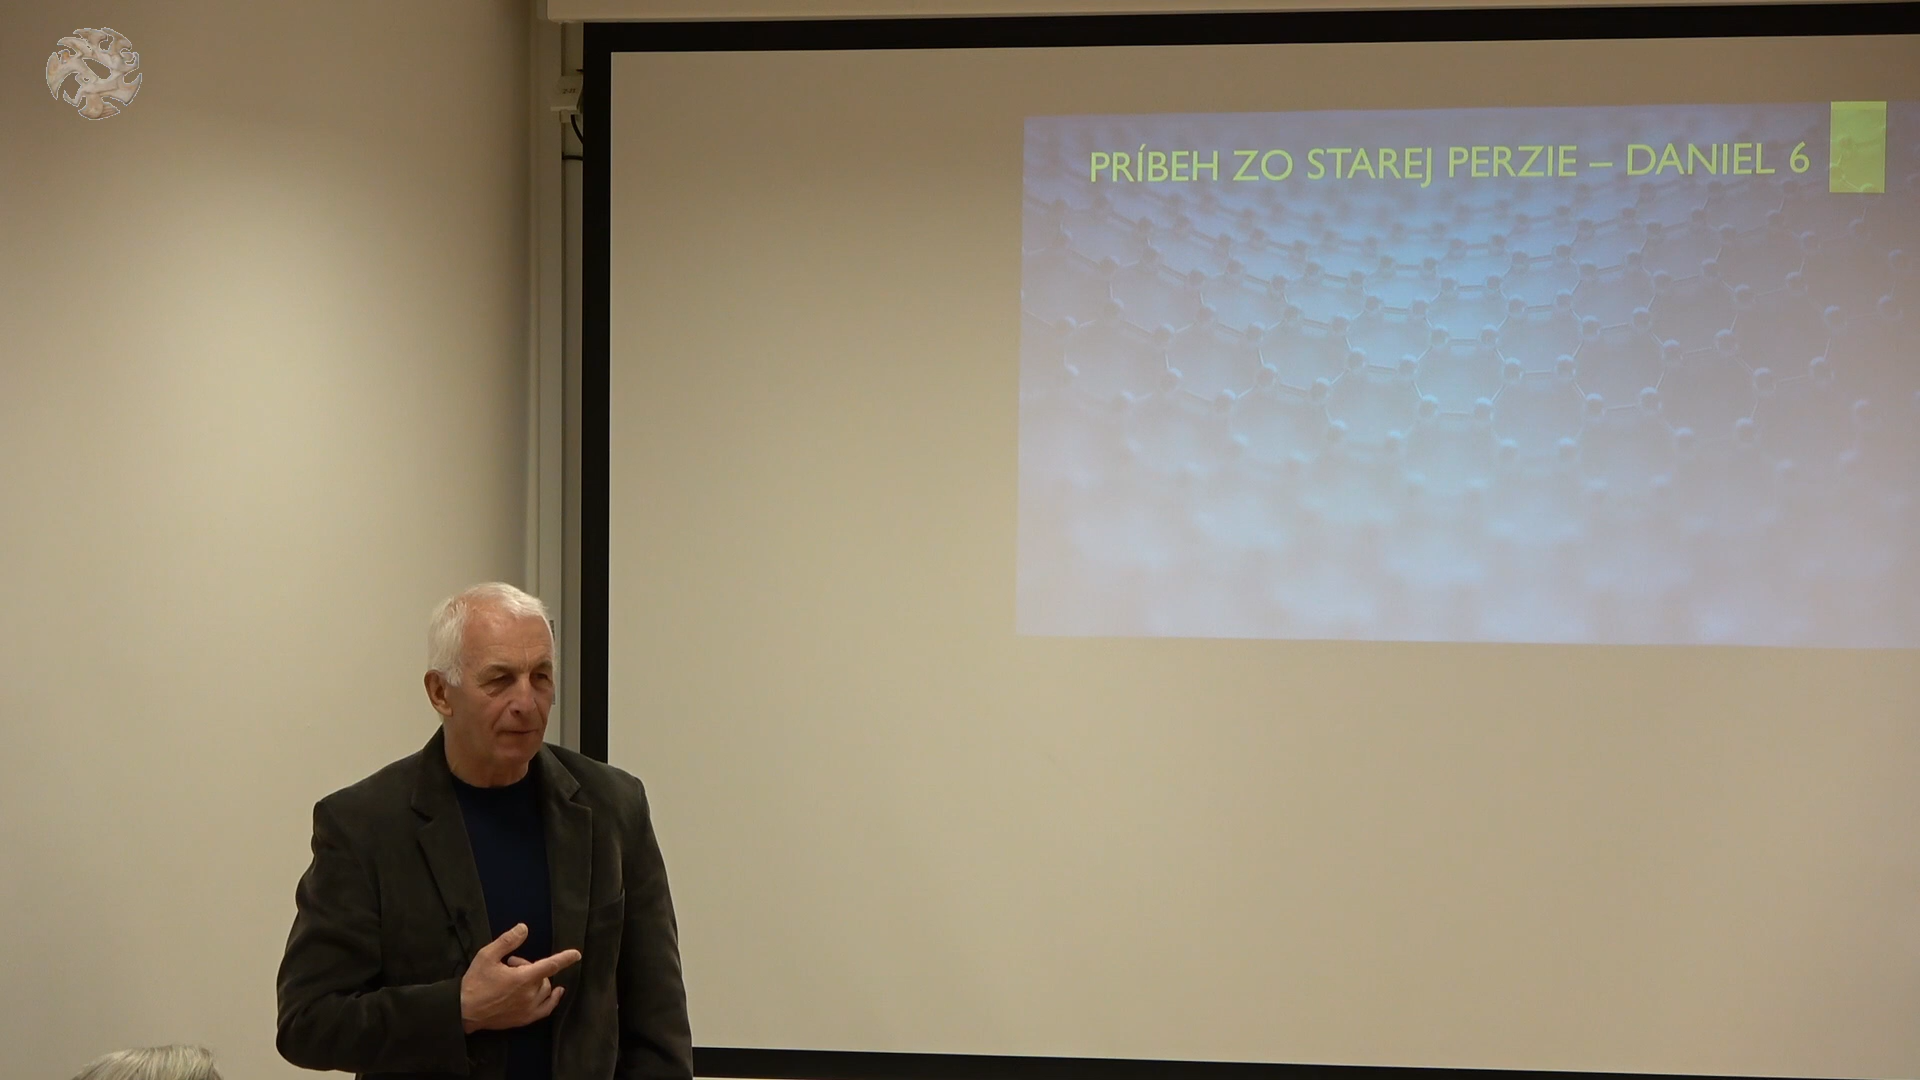 PRÍBEH ZO STAREJ PERZIE – DANIEL 6